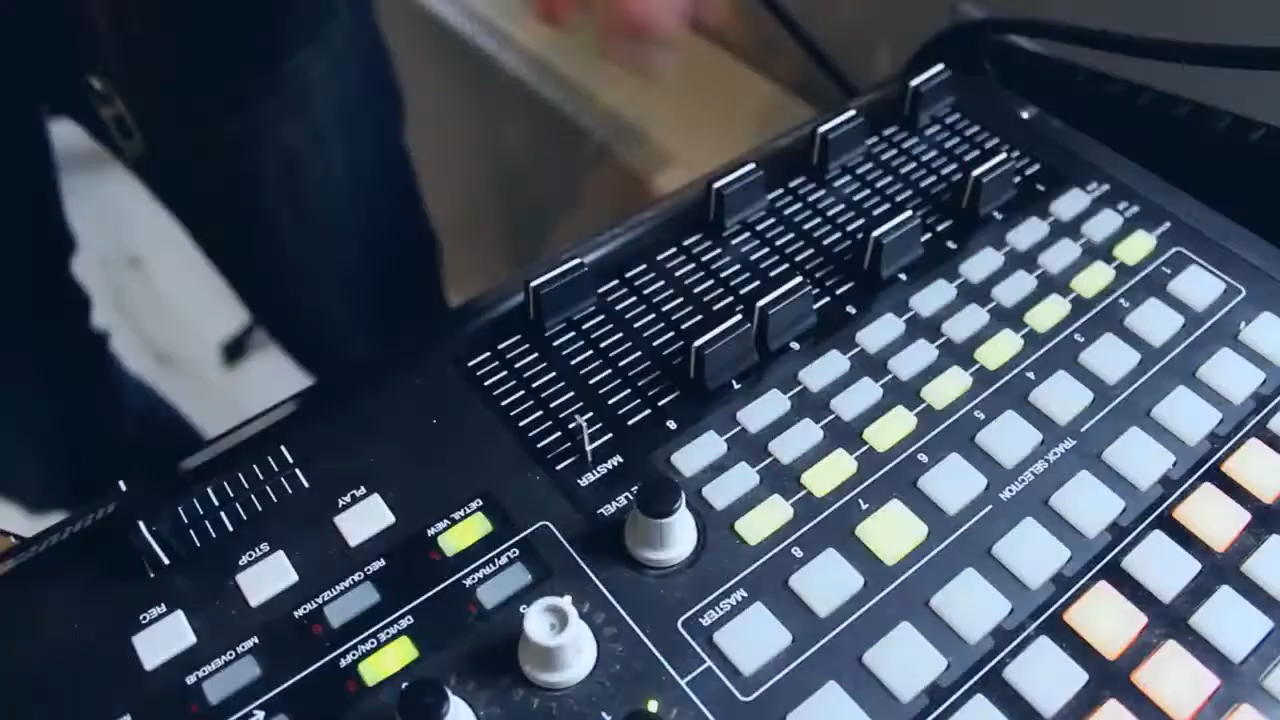 PLAY
STOP
REC
DETAIL VIEW
REC QUANTIZATION
MIDI OVERDUB
CLIP/TRACK
DEVICE ON/OFF
MASTER
LEVEL
MASTER
TRACK SELECTION
1
2
3
4
5
6
7
8
6
7
8